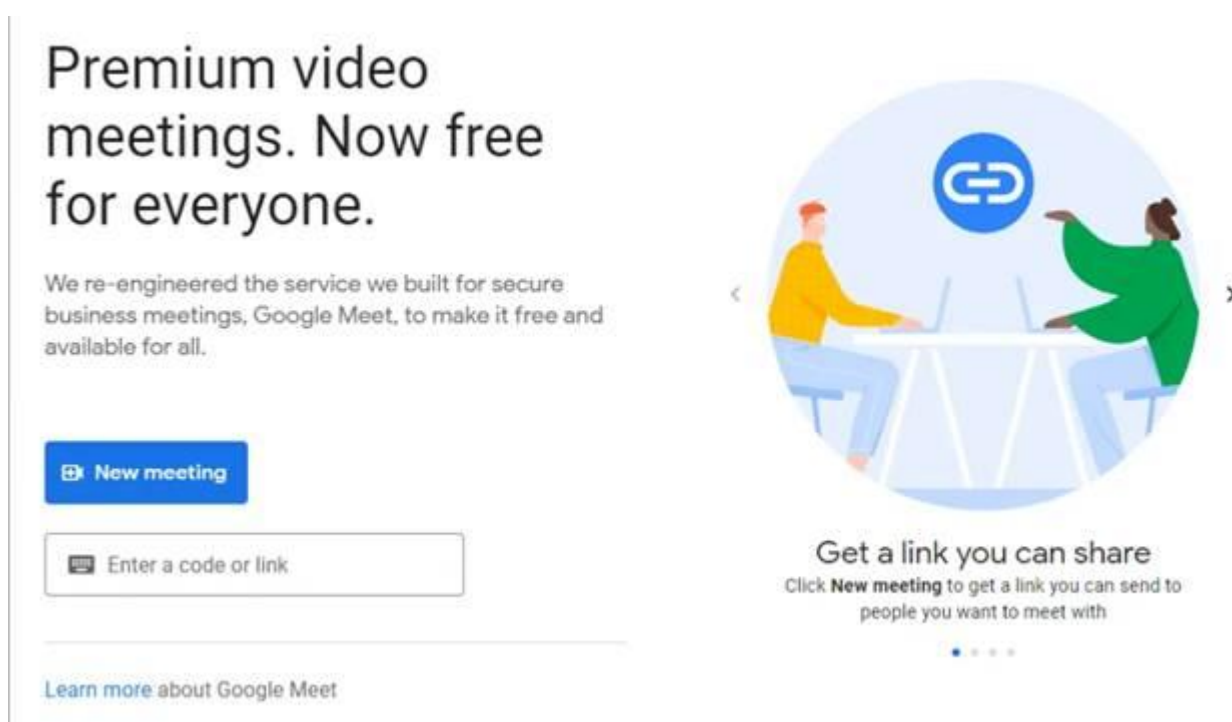 Premium video
meetings. Now free
for everyone.
We re-engineered the service we built for secure
business meetings, Google Meet, to make it free and
available for all.
New meeting
Enter a code or link
Learn more about Google Meet
Get a link you can share
Click New meeting to get a link you can send to
people you want to meet with